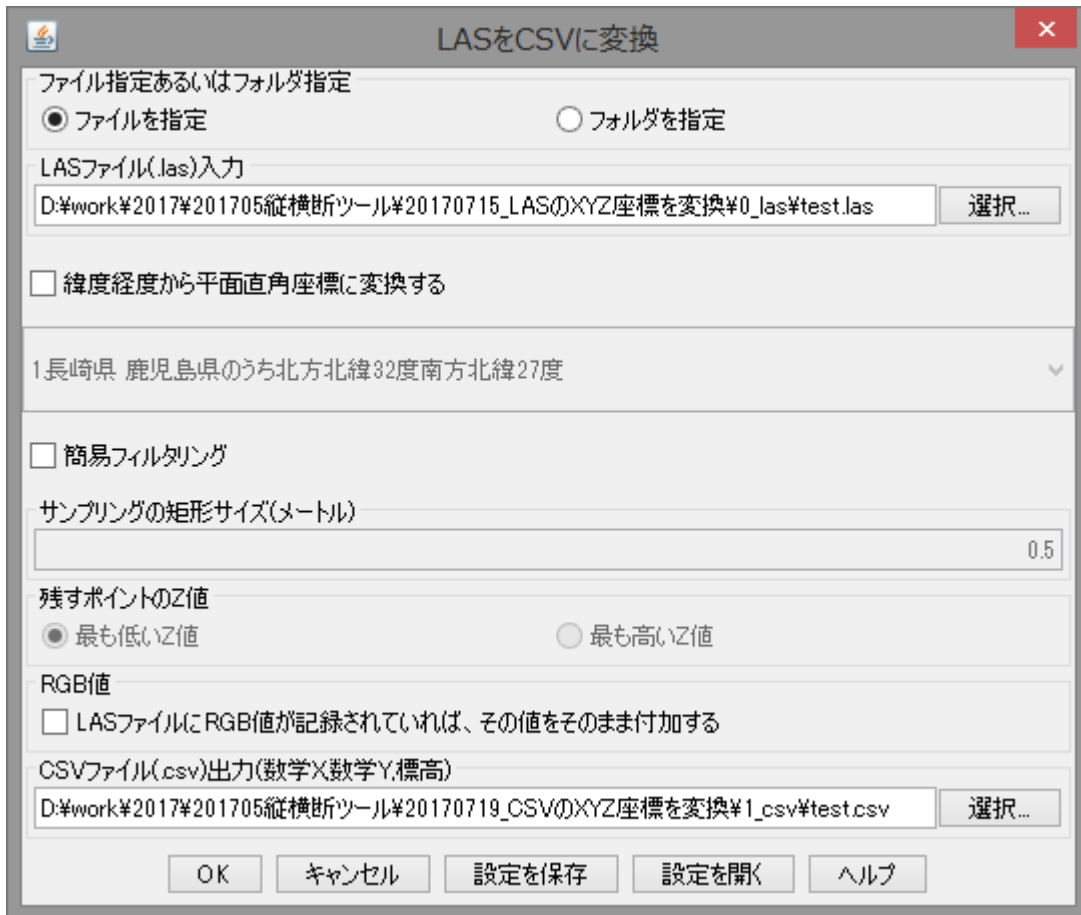 LASをCSVに変換
ファイル指定あるいはフォルダ指定
ファイルを指定
フォルダを指定
LASファイル(.las)入力
D:¥work¥2017¥201705縦横断ツール¥20170715_LASのXYZ座標を変換¥0_las¥test.las
選択...
緯度経度から平面直角座標に変換する
1.長崎県 鹿児島県のうち北方北緯32度南方北緯27度
簡易フィルタリング
サンプリングの矩形サイズ(メートル)
0.5
残すポイントのZ値
最も低いZ値
最も高いZ値
RGB値
LASファイルにRGB値が記録されていれば、その値をそのまま付加する
CSVファイル(.csv)出力(数学X,数学Y,標高)
D:¥work¥2017¥201705縦横断ツール¥20170719_CSVのXYZ座標を変換¥1_csv¥test.csv
選択...
OK
キャンセル
設定を保存
設定を開く
ヘルプ